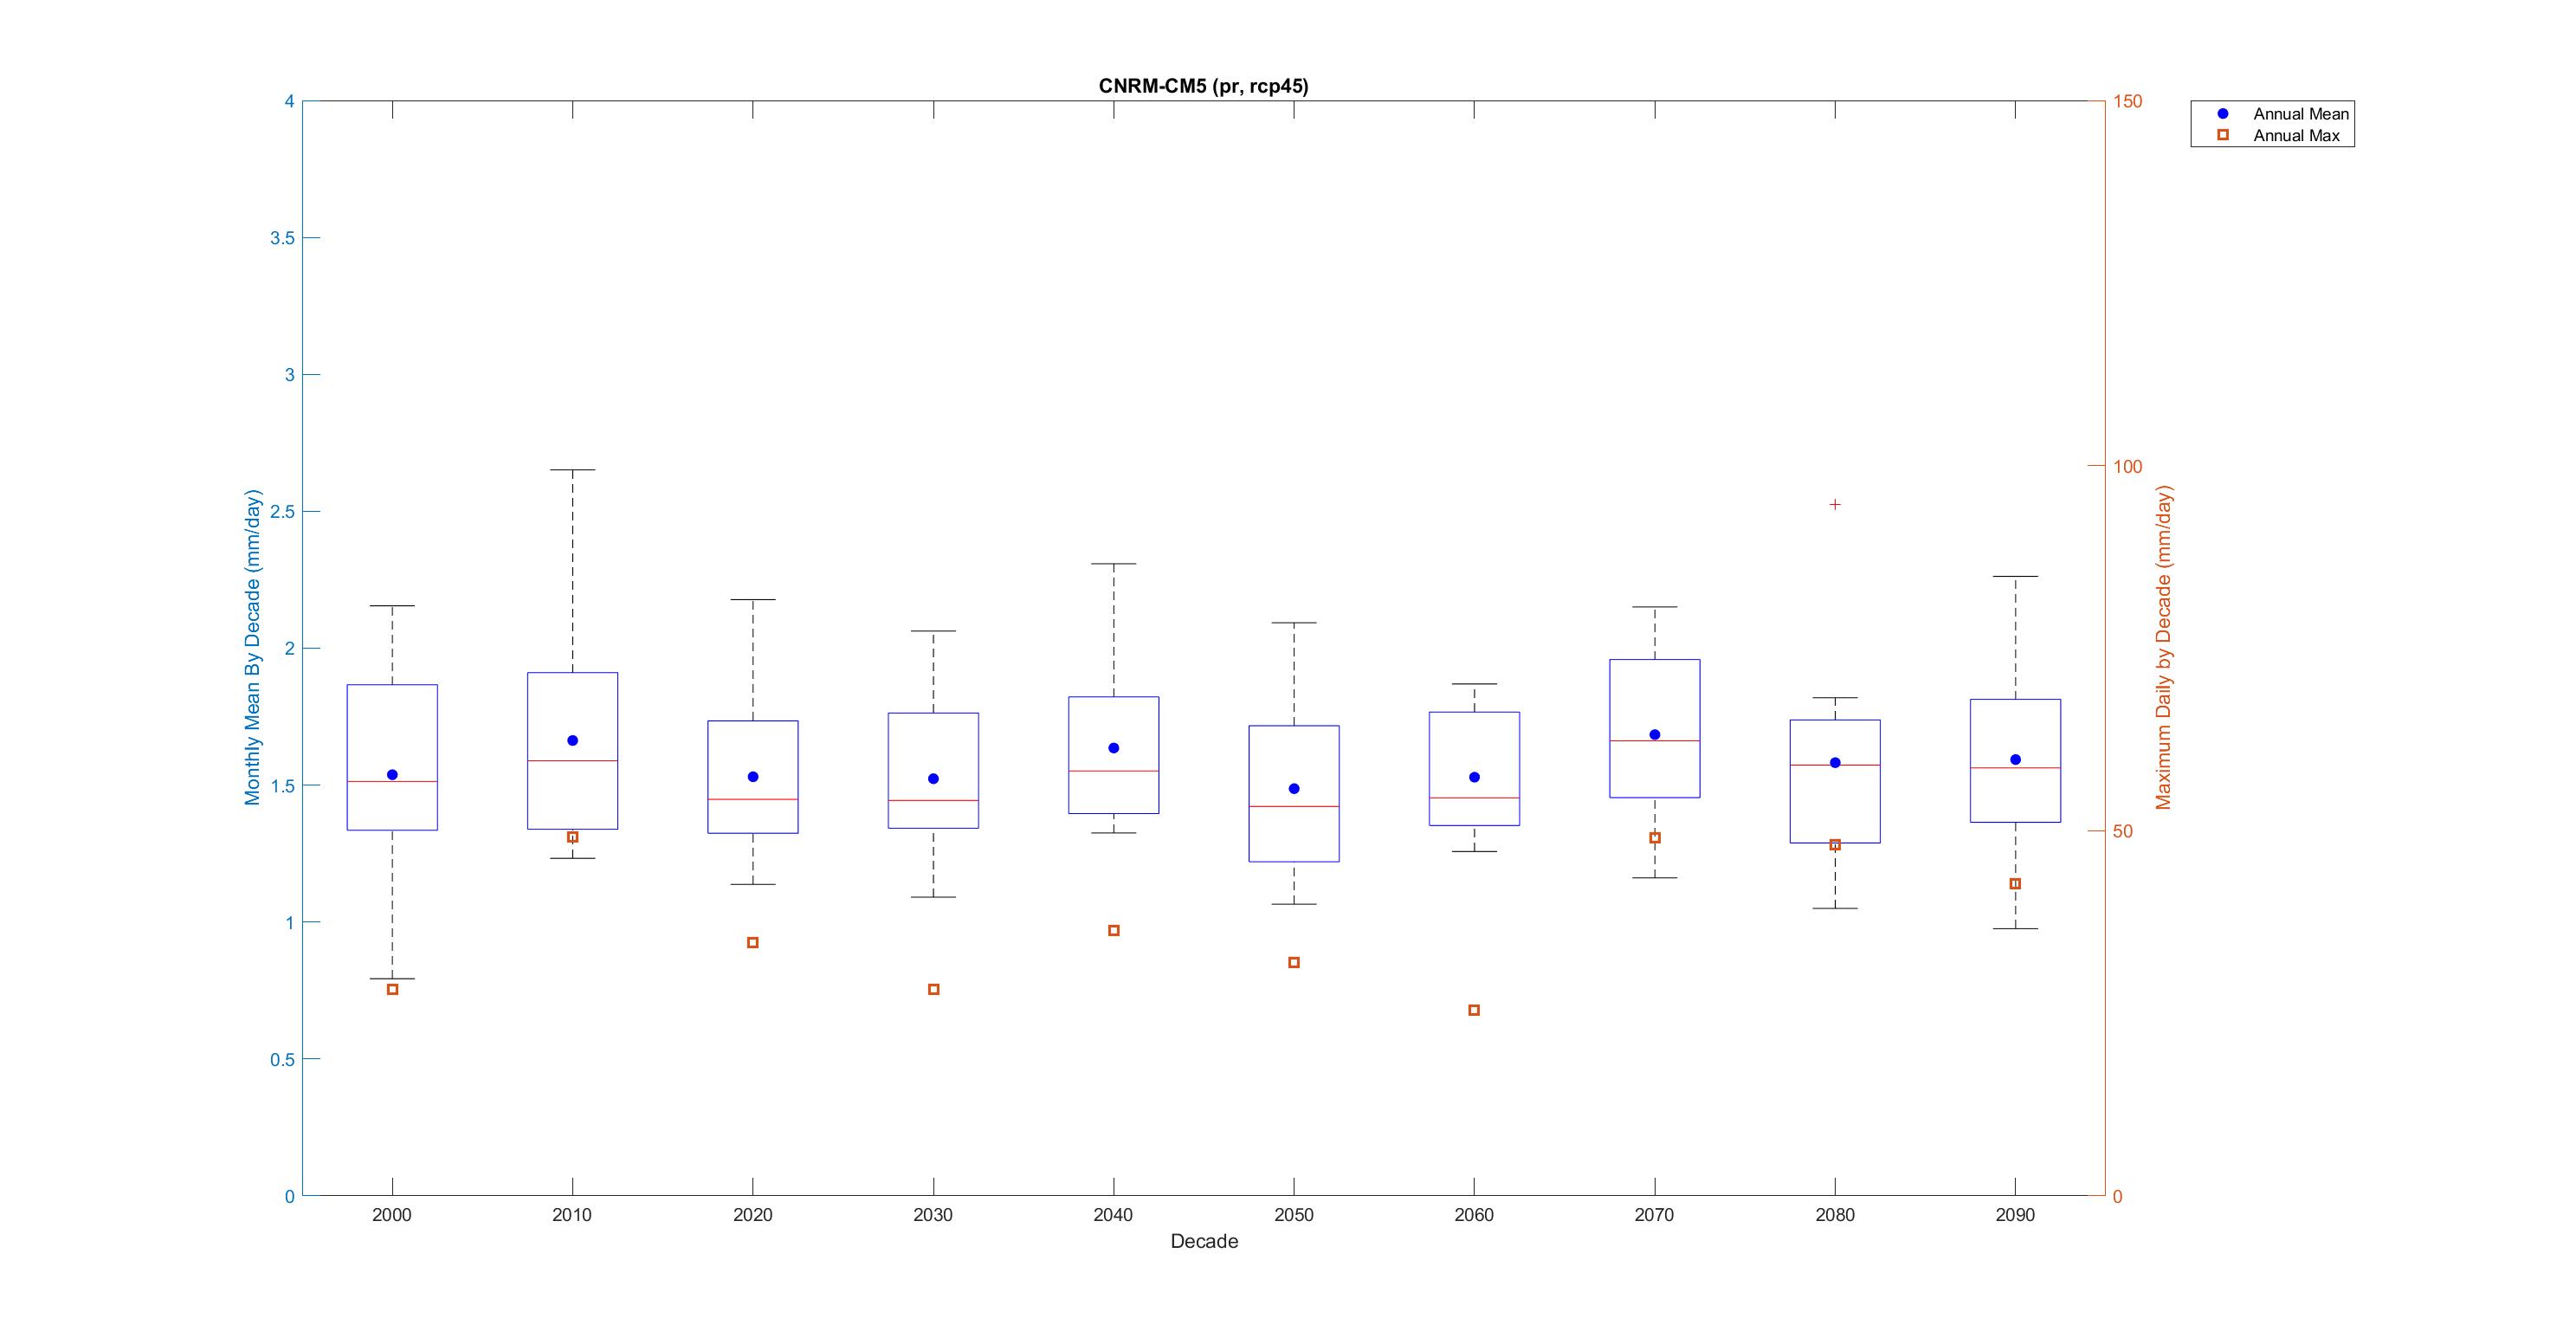 CNRM-CM5 (pr, rcp45)
Annual Mean
Annual Max
Monthly Mean By Decade (mm/day)
4
3.5
3
2.5
2
1.5
1
0.5
0
150
100
50
0
Maximum Daily by Decade (mm/day)
2000 2010 2020 2030 2040 2050 2060 2070 2080 2090
Decade